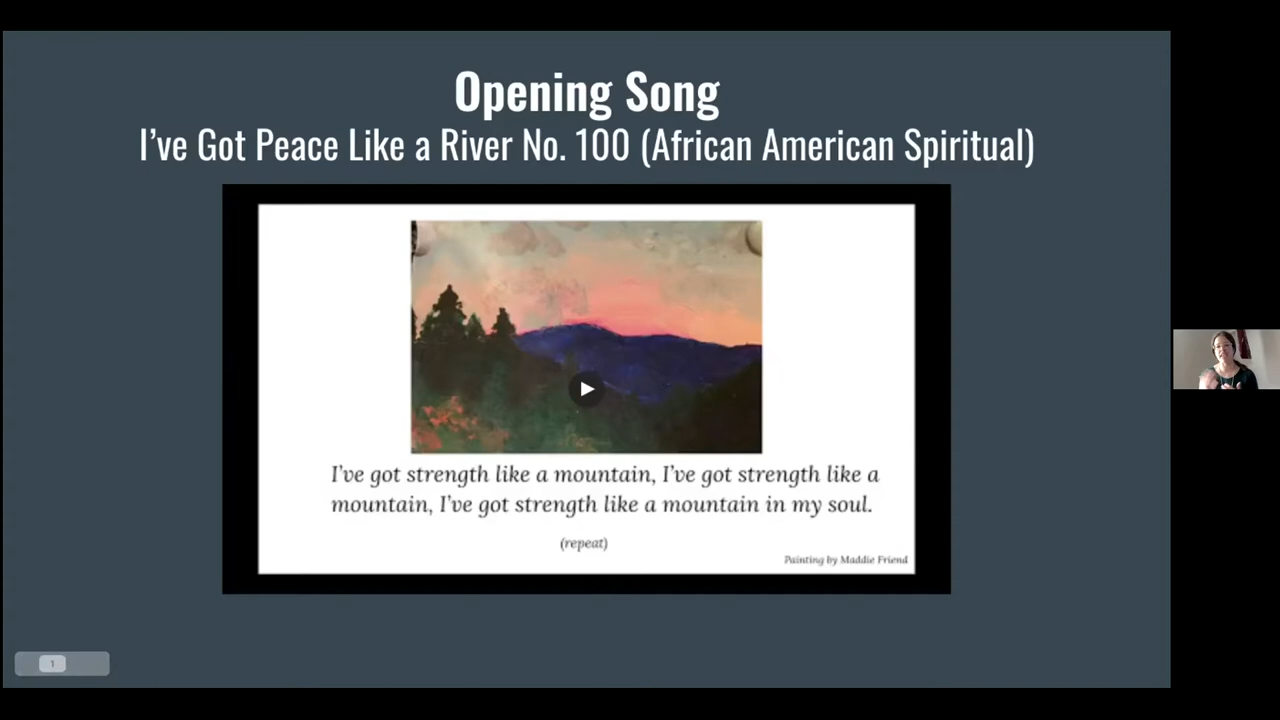 Opening Song
I've Got Peace Like a River No. 100 (African American Spiritual)
I've got strength like a mountain, I've got strength like a
mountain, I've got strength like a mountain in my soul.
(repeat)
Painting by Maddie Friend
1